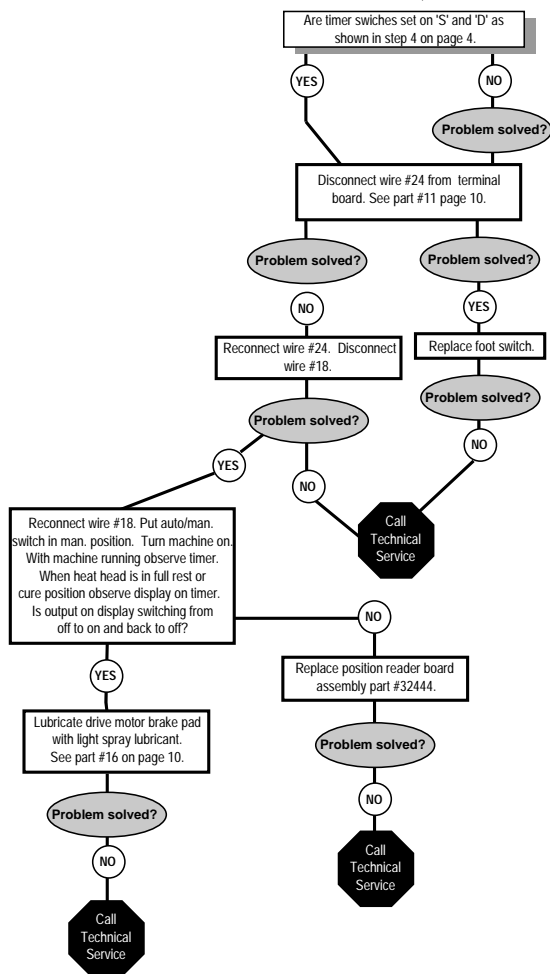 Are timer swiches set on 'S' and 'D' as
shown in step 4 on page 4.
YES
NO
Problem solved?
Disconnect wire #24 from terminal
board. See part #11 page 10.
Problem solved?
Problem solved?
NO
YES
Reconnect wire #24. Disconnect
wire #18.
Replace foot switch.
Problem solved?
Problem solved?
YES
NO
NO
Call
Technical
Service
Reconnect wire #18. Put auto/man.
switch in man. position. Turn machine on.
With machine running observe timer.
When heat head is in full rest or
cure position observe display on timer.
Is output on display switching from
off to on and back to off?
NO
YES
Replace position reader board
assembly part #32444.
Lubricate drive motor brake pad
with light spray lubricant.
See part #16 on page 10.
Problem solved?
Problem solved?
NO
NO
Call
Technical
Service
Call
Technical
Service